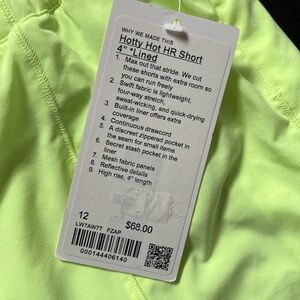 WHY WE MADE THIS
Hotty Hot HR Short
4" *Lined
1. Max out that stride. We cut
these shorts with extra room so
you can run freely
2. Swift fabric is lightweight,
four-way stretch,
sweat-wicking, and quick-drying
3. Built-in liner offers extra
coverage
4. Continuous drawcord
5. A discreet zippered pocket in
the seam for small items
6. Secret stash pocket in the
liner
7. Mesh fabric panels
8. Reflective details
9. High rise, 4" length
12
$68.00
LW7AW7T FZAP
000144406140